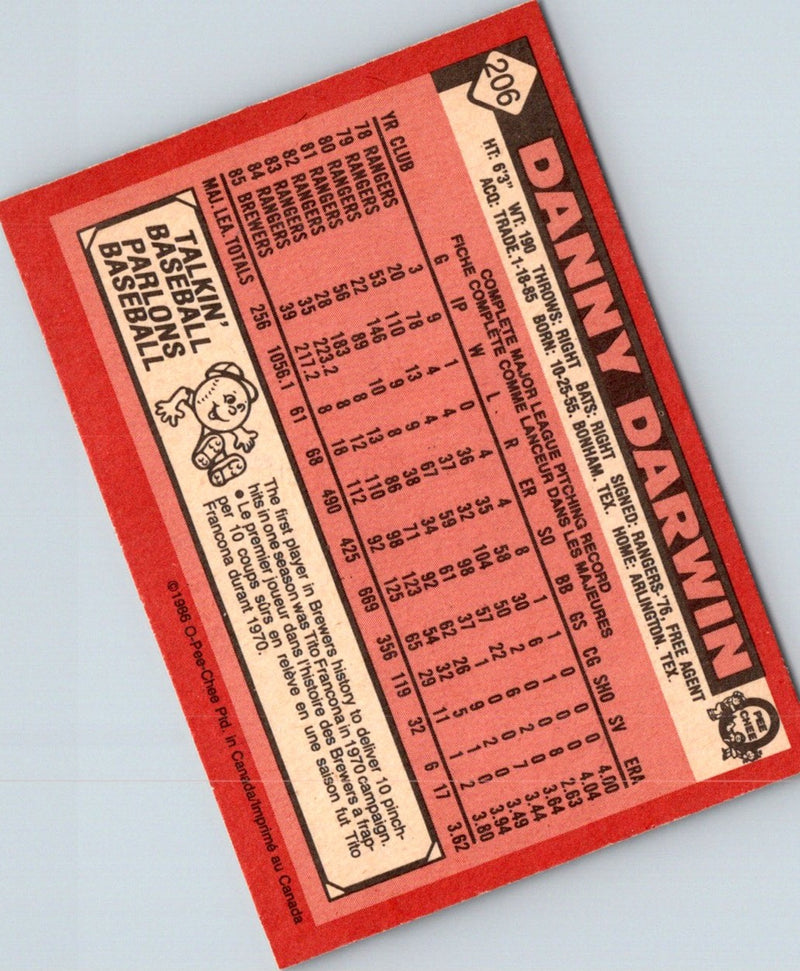 206
DANNY DARWIN
HT: 6'3" WT: 190 THROWS: RIGHT BATS: RIGHT SIGNED: RANGERS-'76, FREE AGENT
ACQ: TRADE, 1-18-85 BORN: 10-25-55, BONHAM, TEX. HOME: ARLINGTON, TEX.
O PEE CHEE
COMPLETE MAJOR LEAGUE PITCHING RECORD
FICHE COMPLÈTE COMME LANCEUR DANS LES MAJEURES
YR CLUB G IP W L R ER SO BB GS CG SHO SV ERA
78 RANGERS 3 9 1 0 4 4 8 1 1 0 0 0 4.00
79 RANGERS 20 78 4 4 36 35 58 30 6 1 0 0 4.04
80 RANGERS 53 110 13 4 37 32 104 50 2 0 0 8 2.63
81 RANGERS 22 146 9 9 67 59 98 57 22 6 2 0 3.64
82 RANGERS 56 89 10 8 38 34 61 37 1 0 0 7 3.44
83 RANGERS 28 183 8 13 86 71 92 62 26 9 2 0 3.49
84 RANGERS 35 223.2 8 12 110 98 123 54 32 5 1 0 3.94
85 BREWERS 39 217.2 8 18 112 92 125 65 29 11 1 2 3.80
MAJ. LEA. TOTALS 256 1056.1 61 68 490 425 669 356 119 32 6 17 3.62
TALKIN'
BASEBALL
PARLONS
BASEBALL
The first player in Brewers history to deliver 10 pinch-
hits in one season was Tito Francona in 1970 campaign.
• Le premier joueur dans l'histoire des Brewers a frap-
per 10 coups sûrs en relève en une saison fut Tito
Francona durant 1970.
©1986 O-Pee-Chee Ptd. in Canada/Imprimé au Canada